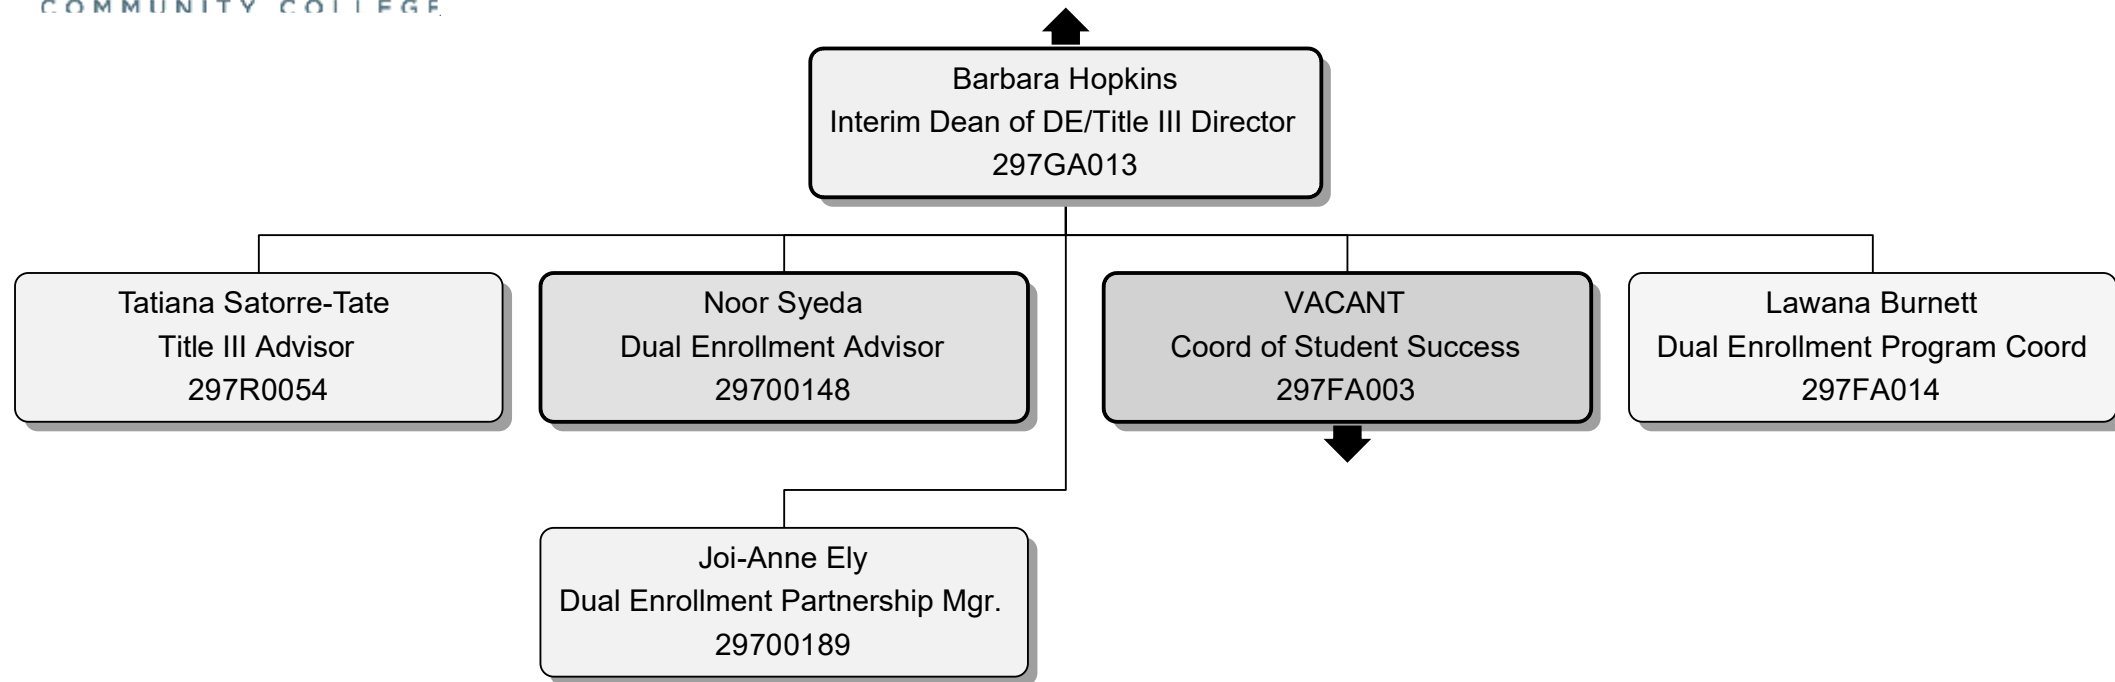 COMMUNITY COLLEGE
Barbara Hopkins
Interim Dean of DE/Title III Director
297GA013
Tatiana Satorre-Tate
Title III Advisor
297R0054
Noor Syeda
Dual Enrollment Advisor
29700148
VACANT
Coord of Student Success
297FA003
Lawana Burnett
Dual Enrollment Program Coord
297FA014
Joi-Anne Ely
Dual Enrollment Partnership Mgr.
29700189